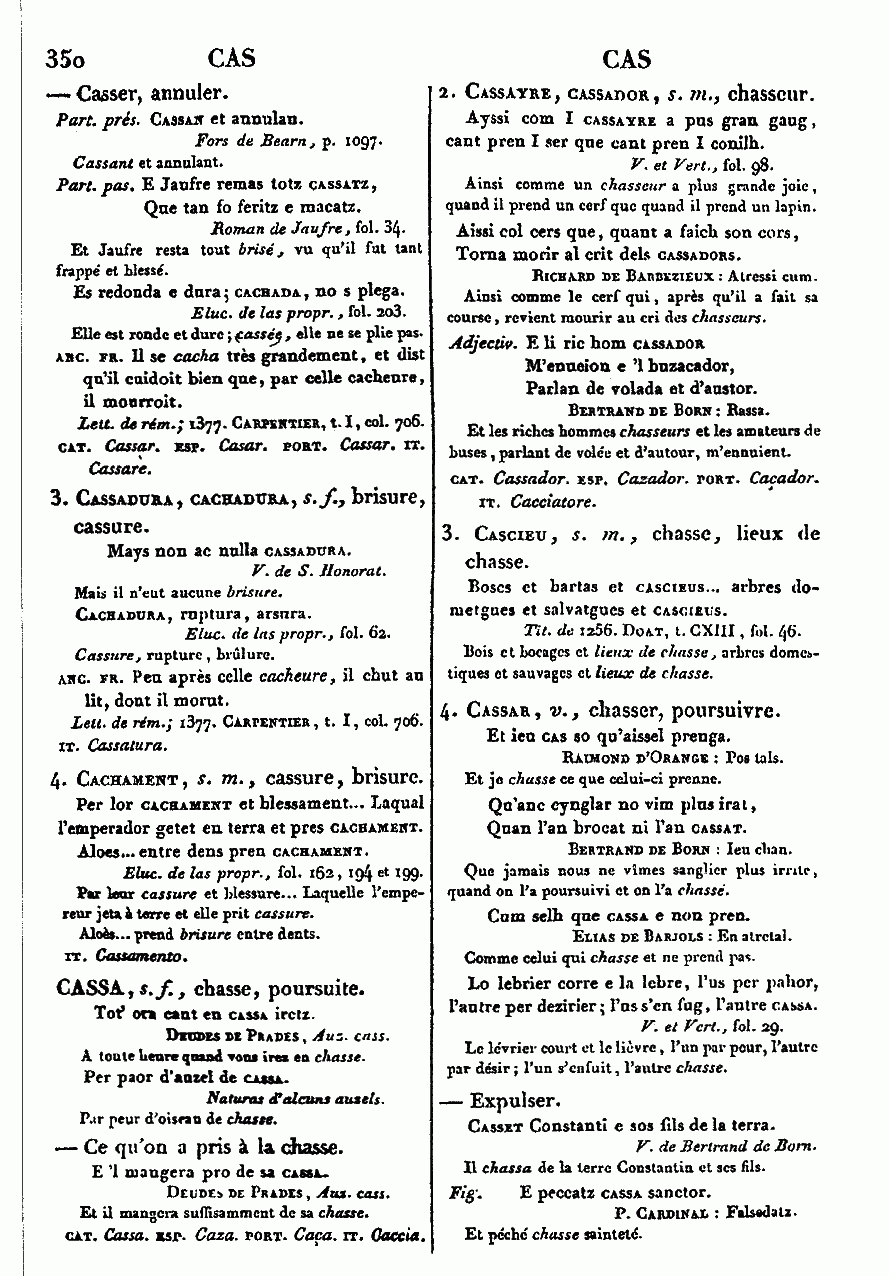 350 CAS CAS
— Casser, annuler.
Part. prés. Cassan et annulan.
Fors de Bearn, p. 1097.
Cassant et annulant.
Part. pas. E Jaufre remas totz cassatz,
Que tan fo feritz e macatz.
Roman de Jaufre, fol. 34.
Et Jaufre resta tout brisé, vu qu'il fut tant
frappé et blessé.
Es redonda e dura; cachada, no s plega.
Eluc. de las propr., fol. 203.
Elle est ronde et dure; cassée, elle ne se plie pas.
anc. fr. Il se cacha très grandement, et dist
qu'il cuidoit bien que, par celle cacheure,
il mourroit.
Lett. de rém.; 1377. Carpentier, t. I, col. 706.
cat. Cassar. esp. Casar. port. Cassar. it.
Cassare.
3. Cassadura, cachadura, s. f., brisure,
cassure.
Mays non ac nulla cassadura.
V. de S. Honorat.
Mais il n'eut aucune brisure.
Cachadura, ruptura, arsura.
Eluc. de las propr., fol. 62.
Cassure, rupture, brûlure.
anc. fr. Peu après celle cacheure, il chut au
lit, dont il morut.
Lett. de rém.; 1377. Carpentier, t. I, col. 706.
it. Cassatura.
4. Cachament, s. m., cassure, brisure.
Per lor cachament et blessament... Laqual
l'emperador getet en terra et pres cachament.
Aloes... entre dens pren cachament.
Eluc. de las propr., fol. 162, 194 et 199.
Par leur cassure et blessure... Laquelle l'empe-
reur jeta à terre et elle prit cassure.
Aloès... prend brisure entre dents.
it. Cassamento.
CASSA, s. f., chasse, poursuite.
Tot' ora cant en cassa iretz.
Deudes de Prades, Auz. cass.
A toute heure quand vous irez en chasse.
Per paor d'auzel de cassa.
Naturas d'alcuns auzels.
Par peur d'oiseau de chasse.
— Ce qu'on a pris à la chasse.
E 'l mangera pro de sa cassa.
Deudes de Prades, Auz. cass.
Et il mangera suffisamment de sa chasse.
cat. Cassa. esp. Caza. port. Caça. it. Caccia.
2. Cassayre, cassador, s. m., chasseur.
Ayssi com I cassayre a pus gran gaug,
cant pren I ser que cant pren I conilh.
V. et Vert., fol. 98.
Ainsi comme un chasseur a plus grande joie,
quand il prend un cerf que quand il prend un lapin.
Aissi col cers que, quant a faich son cors,
Torna morir al crit dels cassadors.
Richard de Barbezieux : Atressi cum.
Ainsi comme le cerf qui, après qu'il a fait sa
course, revient mourir au cri des chasseurs.
Adjectiv. E li ric hom cassador
M'enueion e 'l buzacador,
Parlan de volada et d'austor.
Bertrand de Born : Rassa.
Et les riches hommes chasseurs et les amateurs de
buses, parlant de volée et d'autour, m'ennuient.
cat. Cassador. esp. Cazador. port. Caçador.
it. Cacciatore.
3. Cascieu, s. m., chasse, lieux de
chasse.
Boscs et bartas et cascieus... arbres do-
metgues et salvatgues et cascieus.
Tit. de 1256. Doat, t. CXIII, fol. 46.
Bois et bocages et lieux de chasse, arbres domes-
tiques et sauvages et lieux de chasse.
4. Cassar, v., chasser, poursuivre.
Et ieu cas so qu'aissel prenga.
Raimond d'Orange : Pos tals.
Et je chasse ce que celui-ci prenne.
Qu'anc cynglar no vim plus irat,
Quan l'an brocat ni l'an cassat.
Bertrand de Born : Ieu chan.
Que jamais nous ne vîmes sanglier plus irrité,
quand on l'a poursuivi et on l'a chassé.
Cum selh que cassa e non pren.
Elias de Barjols : En atretal.
Comme celui qui chasse et ne prend pas.
Lo lebrier corre e la lebre, l'us per pahor,
l'autre per dezirier; l'us s'en fug, l'autre cassa.
V. et Vert., fol. 29.
Le lévrier court et le lièvre, l'un par peur, l'autre
par désir; l'un s'enfuit, l'autre chasse.
— Expulser.
Casset Constanti e sos fils de la terra.
V. de Bertrand de Born.
Il chassa de la terre Constantin et ses fils.
Fig. E peccatz cassa sanctor.
P. Cardinal : Falsedatz.
Et péché chasse sainteté.